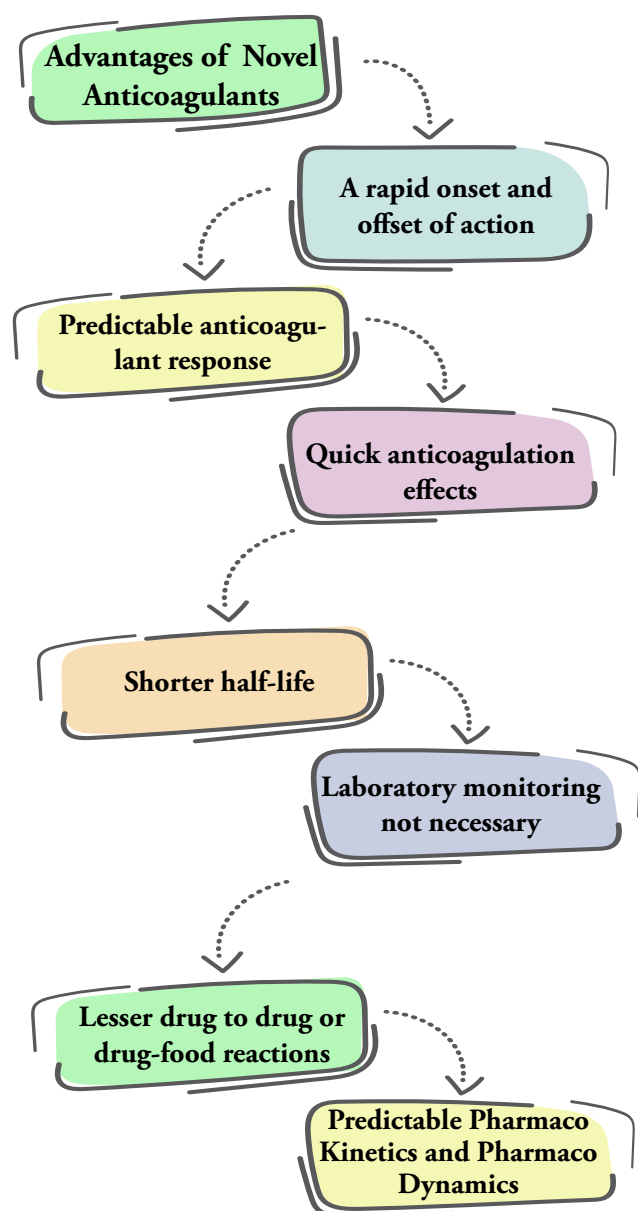 Advantages of Novel
Anticoagulants
A rapid onset and
offset of action
Predictable anticoagu-
lant response
Quick anticoagulation
effects
Shorter half-life
Laboratory monitoring
not necessary
Lesser drug to drug or
drug-food reactions
Predictable Pharmaco
Kinetics and Pharmaco
Dynamics